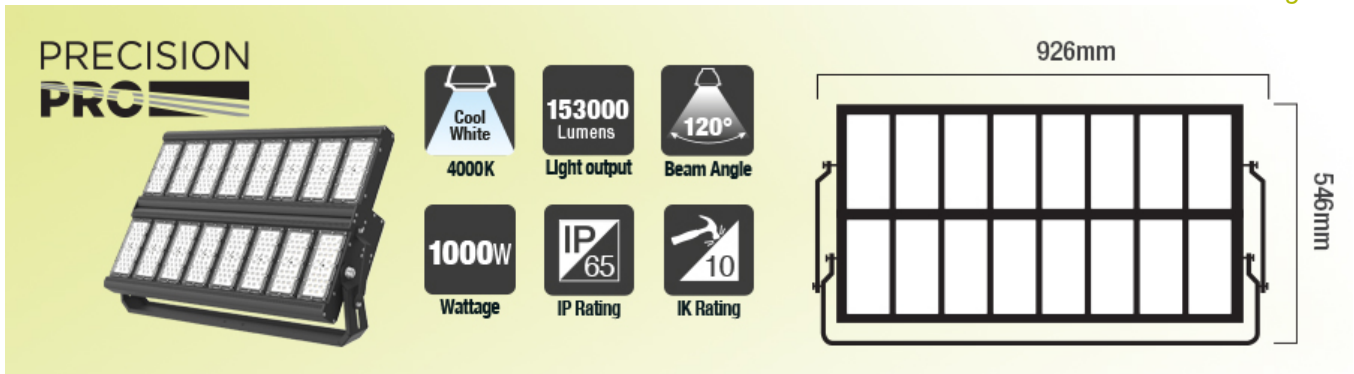 PRECISION
PRO
Cool
White
4000K
153000
Lumens
Light output
120°
Beam Angle
1000W
Wattage
IP
65
IP Rating
10
IK Rating
926mm
546mm